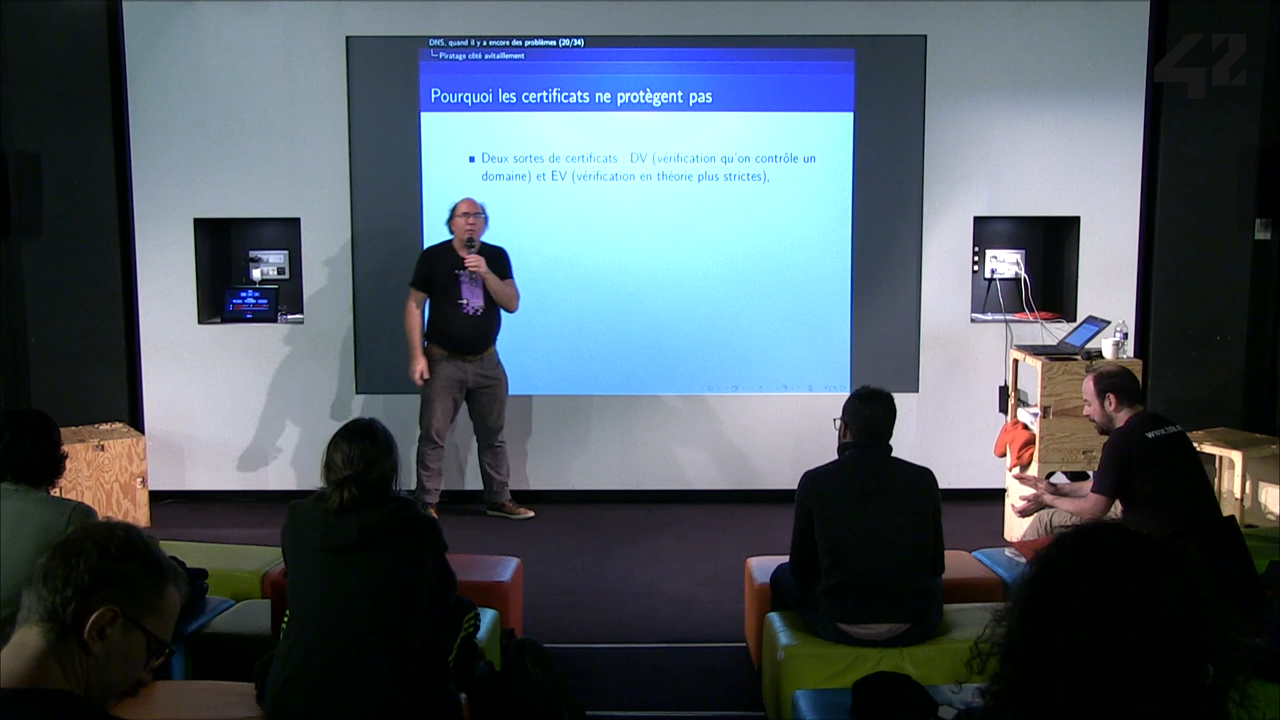 DNS, quand il y a encore des problèmes (20/34)
Piratage côté avitaillement
Pourquoi les certificats ne protègent pas
Deux sortes de certificats : DV (vérification qu'on contrôle un
domaine) et EV (vérification en théorie plus strictes),
42